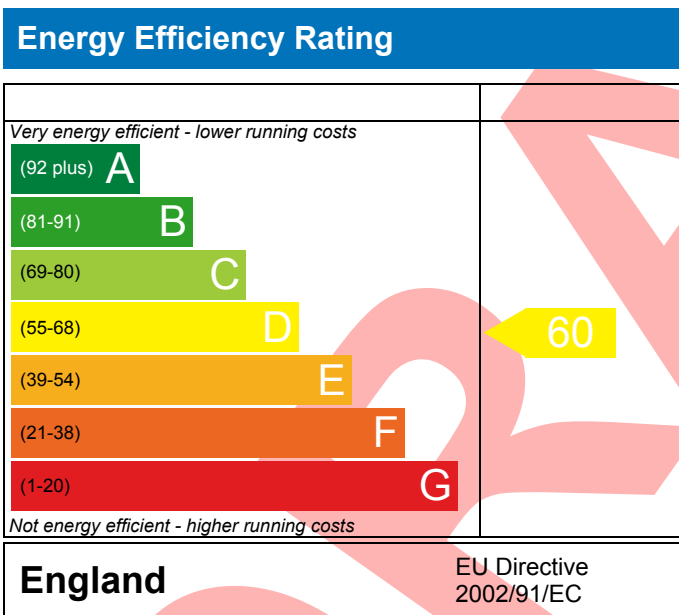 Energy Efficiency Rating
Very energy efficient - lower running costs
(92 plus) A
(81-91) B
(69-80) C
(55-68) D
60
(39-54) E
(21-38) F
(1-20) G
Not energy efficient - higher running costs
England
EU Directive
2002/91/EC